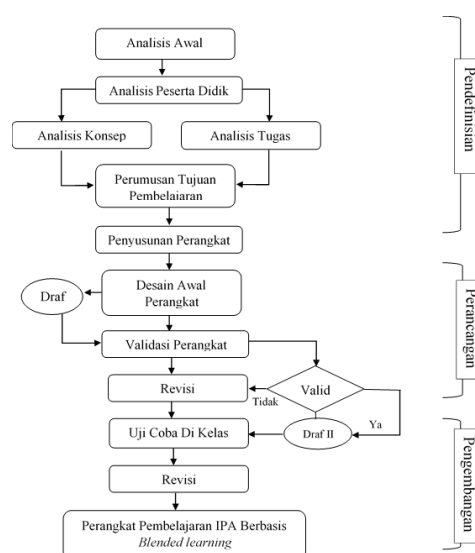 Analisis Awal
Analisis Peserta Didik
Analisis Konsep
Analisis Tugas
Perumusan Tujuan
Pembelaiaran
Penyusunan Perangkat
Desain Awal
Perangkat
Draf
Validasi Perangkat
Revisi
Valid
Tidak
Ya
Uji Coba Di Kelas
Draf II
Revisi
Perangkat Pembelajaran IPA Berbasis
Blended learning
Pendefinisian
Perancangan
Pengembangan